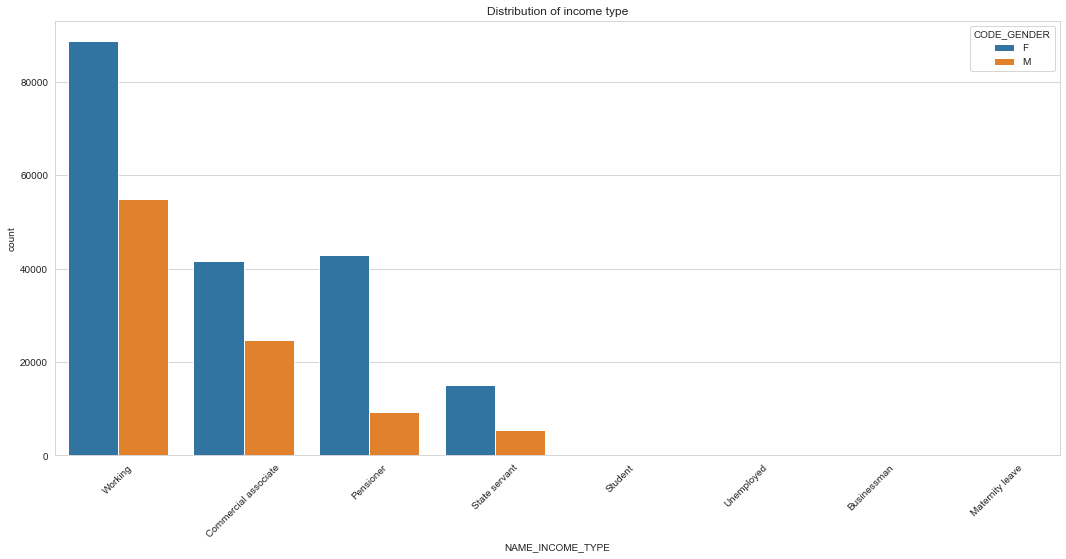 Distribution of income type
CODE_GENDER
F
M
count
80000
60000
40000
20000
0
Working
Commercial associate
Pensioner
State servant
Student
Unemployed
Businessman
Maternity leave
NAME_INCOME_TYPE